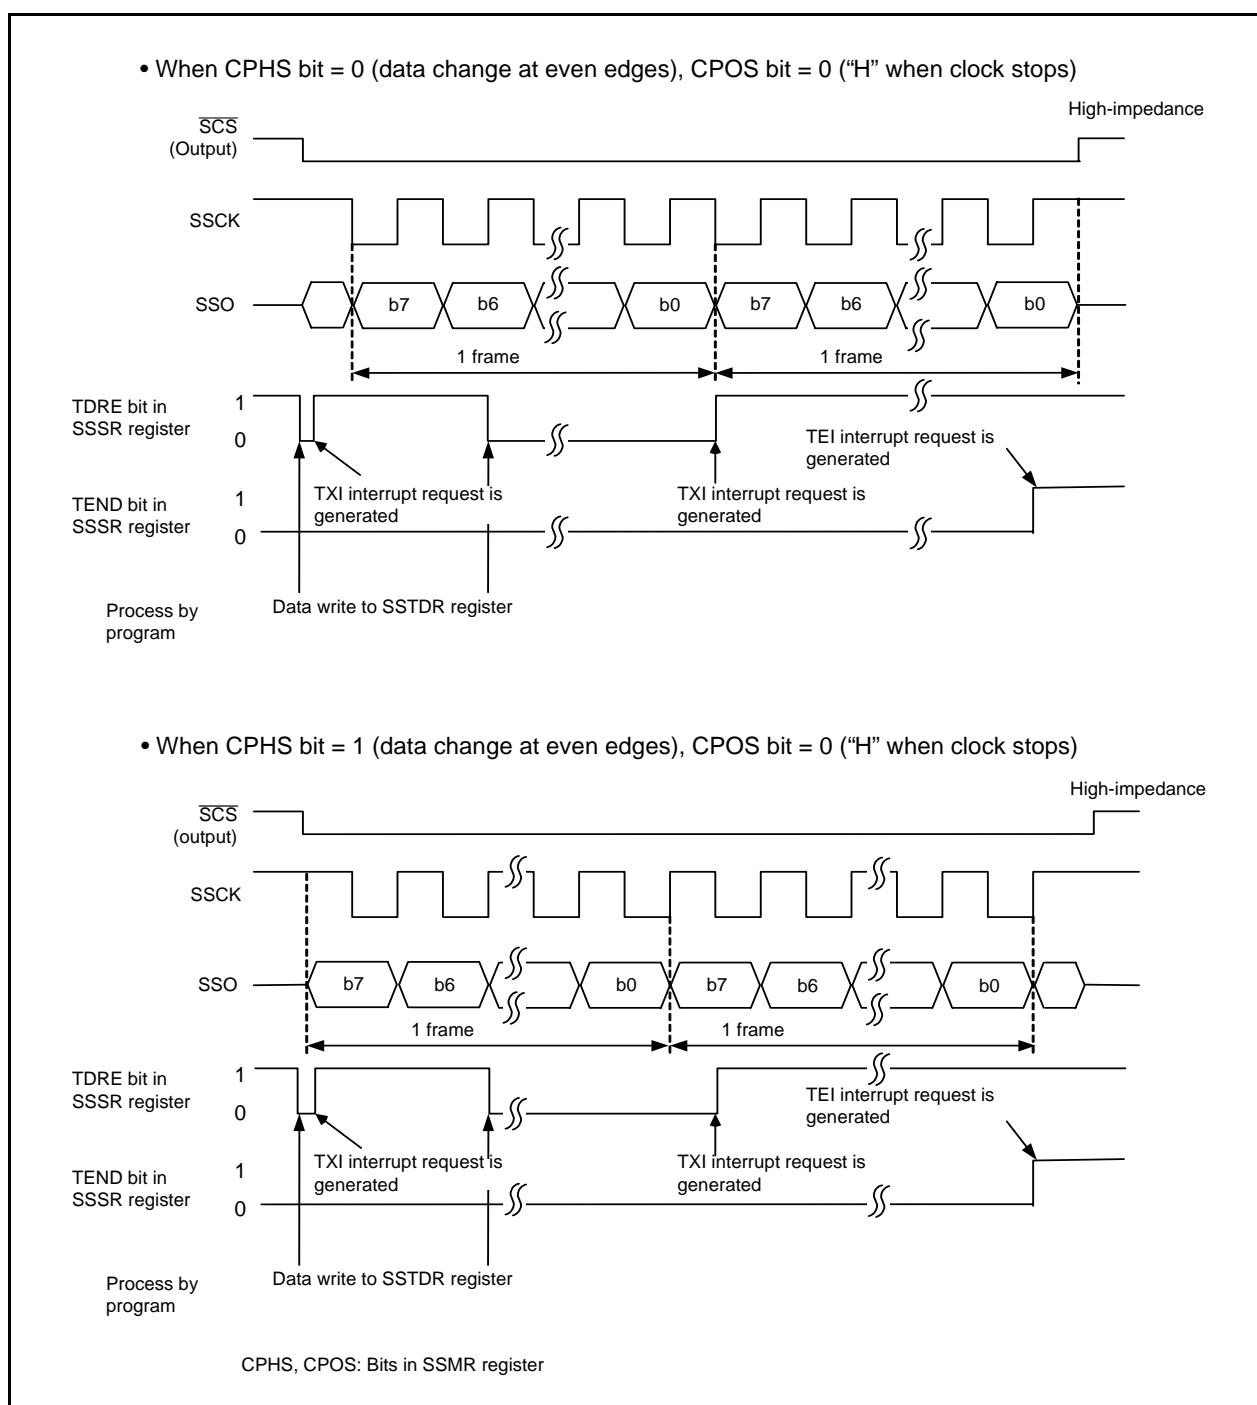 • When CPHS bit = 0 (data change at even edges), CPOS bit = 0 (“H” when clock stops)
High-impedance
SCS
(Output)
SSCK
SSO
b7
b6
b0
b7
b6
b0
1 frame
1 frame
TDRE bit in
SSSR register
1
0
TEI interrupt request is
generated
TXI interrupt request is
generated
TXI interrupt request is
generated
TEND bit in
SSSR register
1
0
Process by
program
Data write to SSTDR register
• When CPHS bit = 1 (data change at even edges), CPOS bit = 0 (“H” when clock stops)
High-impedance
SCS
(output)
SSCK
SSO
b7
b6
b0
b7
b6
b0
1 frame
1 frame
TDRE bit in
SSSR register
1
0
TEI interrupt request is
generated
TXI interrupt request is
generated
TXI interrupt request is
generated
TEND bit in
SSSR register
1
0
Process by
program
Data write to SSTDR register
CPHS, CPOS: Bits in SSMR register